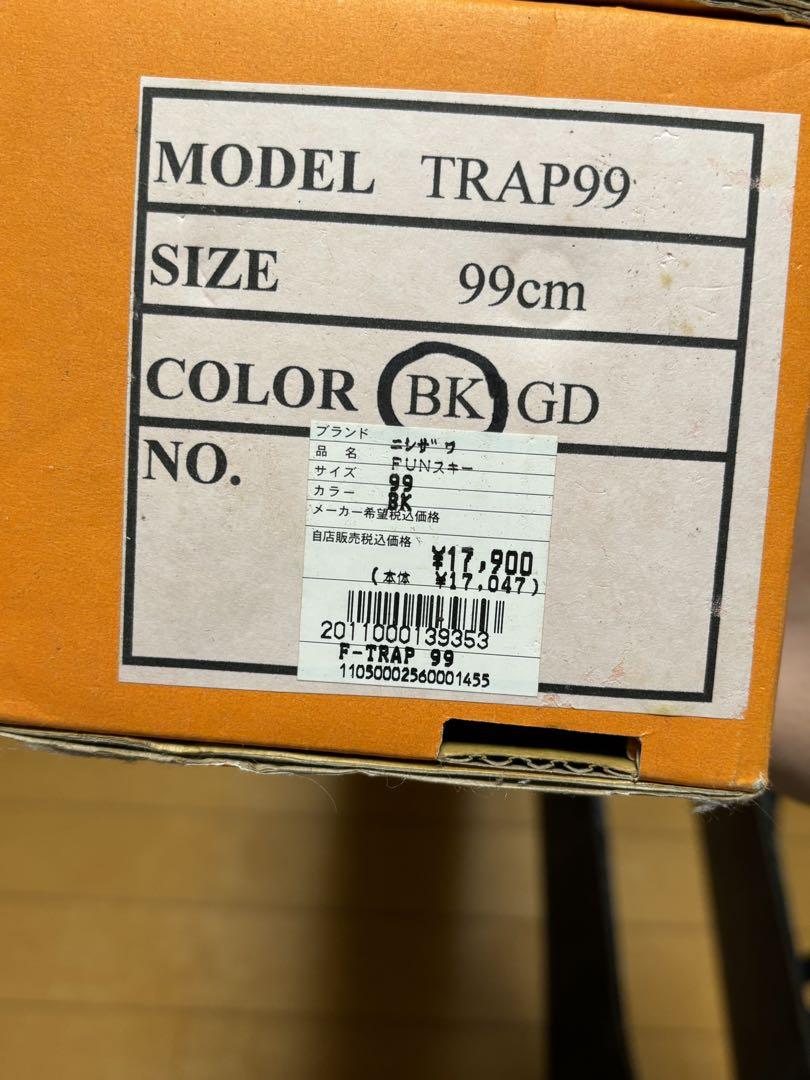 MODEL TRAP99
SIZE 99cm
COLOR BK GD
NO.
ブランド ニシザワ
品 名 FUNスキー
サイズ 99
カラー BK
メーカー希望税込価格
自店販売税込価格 ¥17,900
(本体 ¥17,047)
2011000139353
F-TRAP 99
11050002560001455